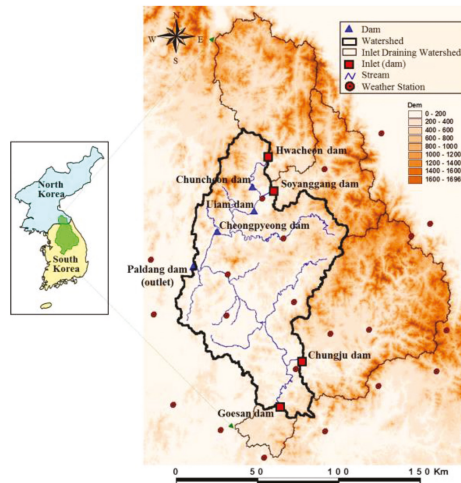 N
W
E
S
Dam
Watershed
Inlet Draining Watershed
Inlet (dam)
Stream
Weather Station
Dem
0 - 200
200 - 400
400 - 600
600 - 800
800 - 1000
1000 - 1200
1200 - 1400
1400 - 1600
1600 - 1696
Hwacheon dam
Chuncheon dam
Soyanggang dam
Uiam dam
Cheongpyeong dam
North
Korea
South
Korea
Paldang dam
(outlet)
Chungju dam
Goesan dam
0
50
100
150 Km